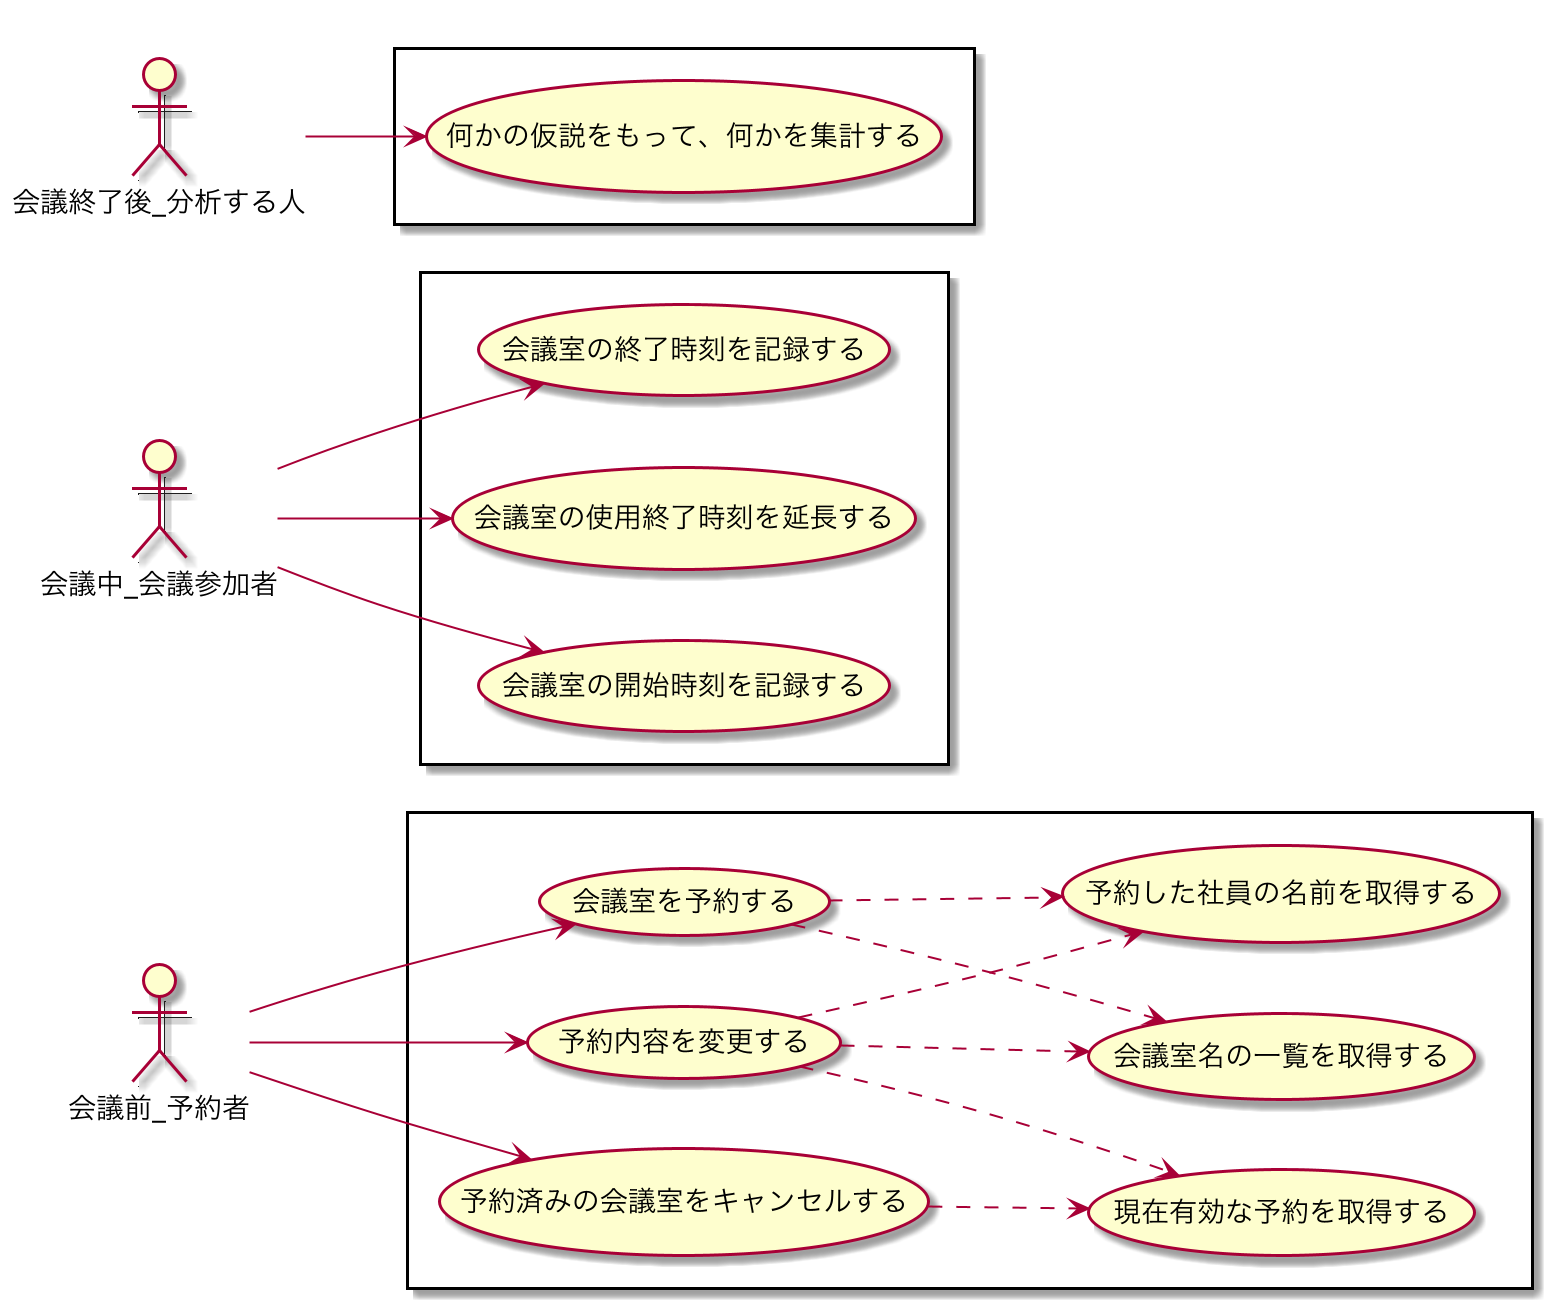 何かの仮説をもって、何かを集計する
会議終了後_分析する人
会議室の終了時刻を記録する
会議室の使用終了時刻を延長する
会議中_会議参加者
会議室の開始時刻を記録する
会議室を予約する
予約した社員の名前を取得する
予約内容を変更する
会議室名の一覧を取得する
会議前_予約者
予約済みの会議室をキャンセルする
現在有効な予約を取得する